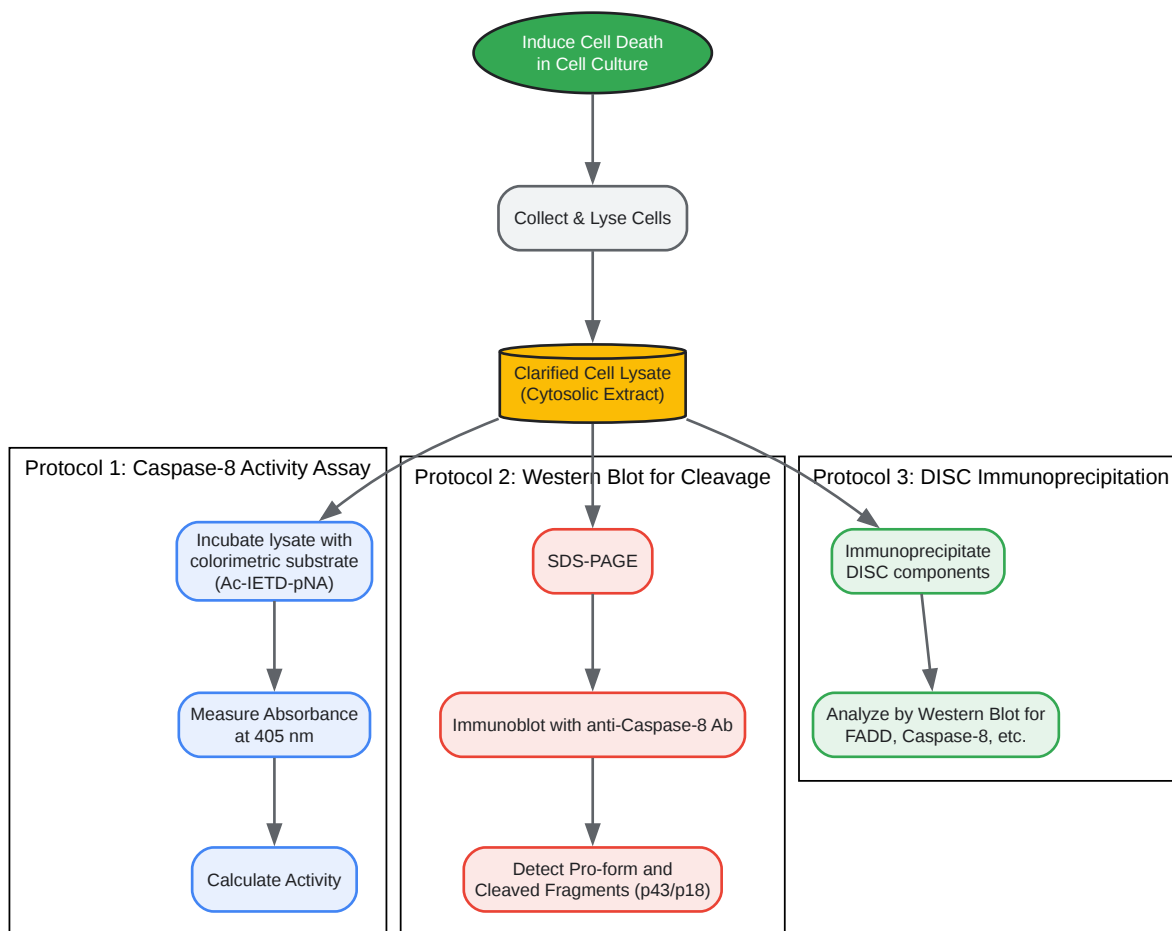 Induce Cell Death
in Cell Culture
Collect & Lyse Cells
Clarified Cell Lysate
(Cytosolic Extract)
Protocol 1: Caspase-8 Activity Assay
Incubate lysate with
colorimetric substrate
(Ac-IETD-pNA)
Measure Absorbance
at 405 nm
Calculate Activity
Protocol 2: Western Blot for Cleavage
SDS-PAGE
Immunoblot with anti-Caspase-8 Ab
Detect Pro-form and
Cleaved Fragments (p43/p18)
Protocol 3: DISC Immunoprecipitation
Immunoprecipitate
DISC components
Analyze by Western Blot for
FADD, Caspase-8, etc.